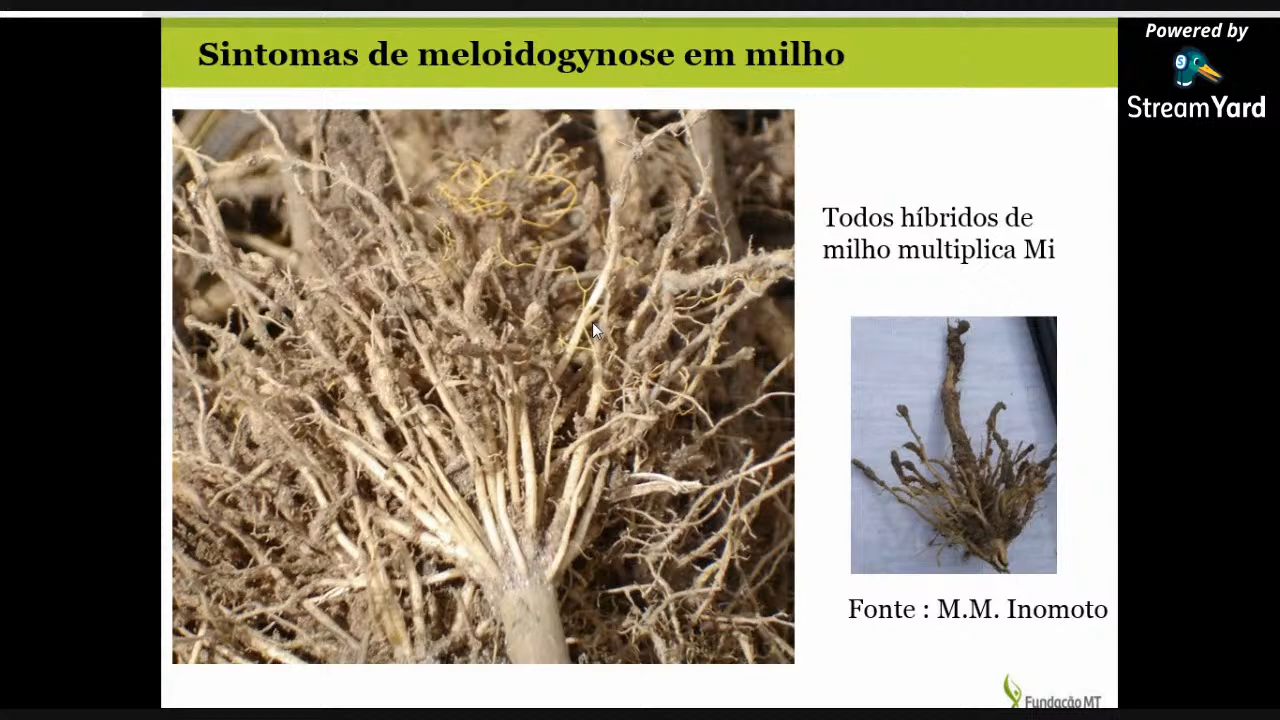 Sintomas de meloidogynose em milho
Powered by
StreamYard
Todos híbridos de
milho multiplica Mi
Fonte : M.M. Inomoto
Fundação MT